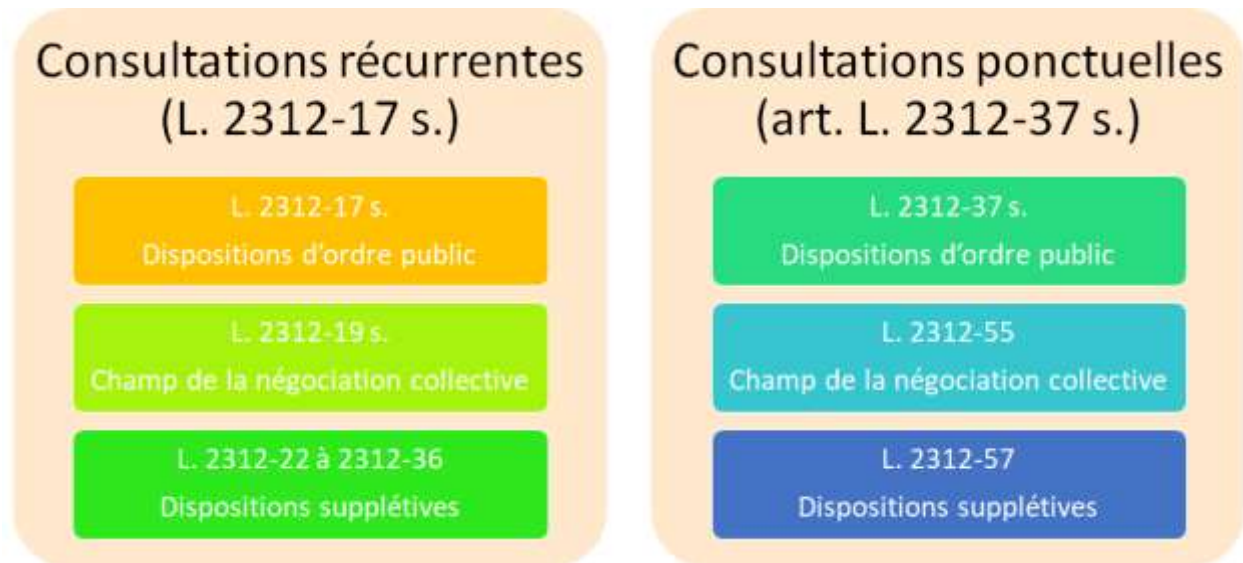 Consultations récurrentes
(L. 2312-17 s.)
L. 2312-17 s.
Dispositions d'ordre public
L. 2312-19 s.
Champ de la négociation collective
L. 2312-22 à 2312-36
Dispositions supplétives
Consultations ponctuelles
(art. L. 2312-37 s.)
L. 2312-37 s.
Dispositions d'ordre public
L. 2312-55
Champ de la négociation collective
L. 2312-57
Dispositions supplétives